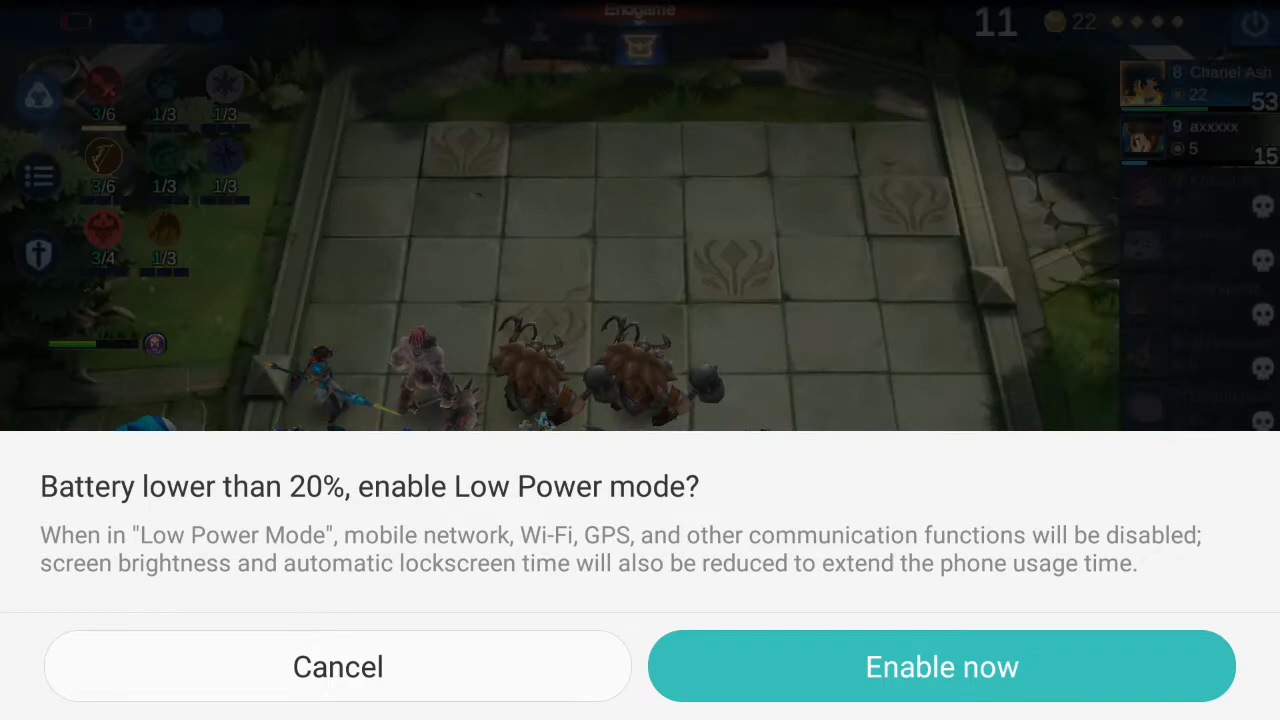 Endgame
11
22
8 Chanel Ash
22
53
9 axxxxx
5
15
3/6
1/3
1/3
3/6
1/3
1/3
3/4
1/3
Battery lower than 20%, enable Low Power mode?
When in "Low Power Mode", mobile network, Wi-Fi, GPS, and other communication functions will be disabled;
screen brightness and automatic lockscreen time will also be reduced to extend the phone usage time.
Cancel
Enable now